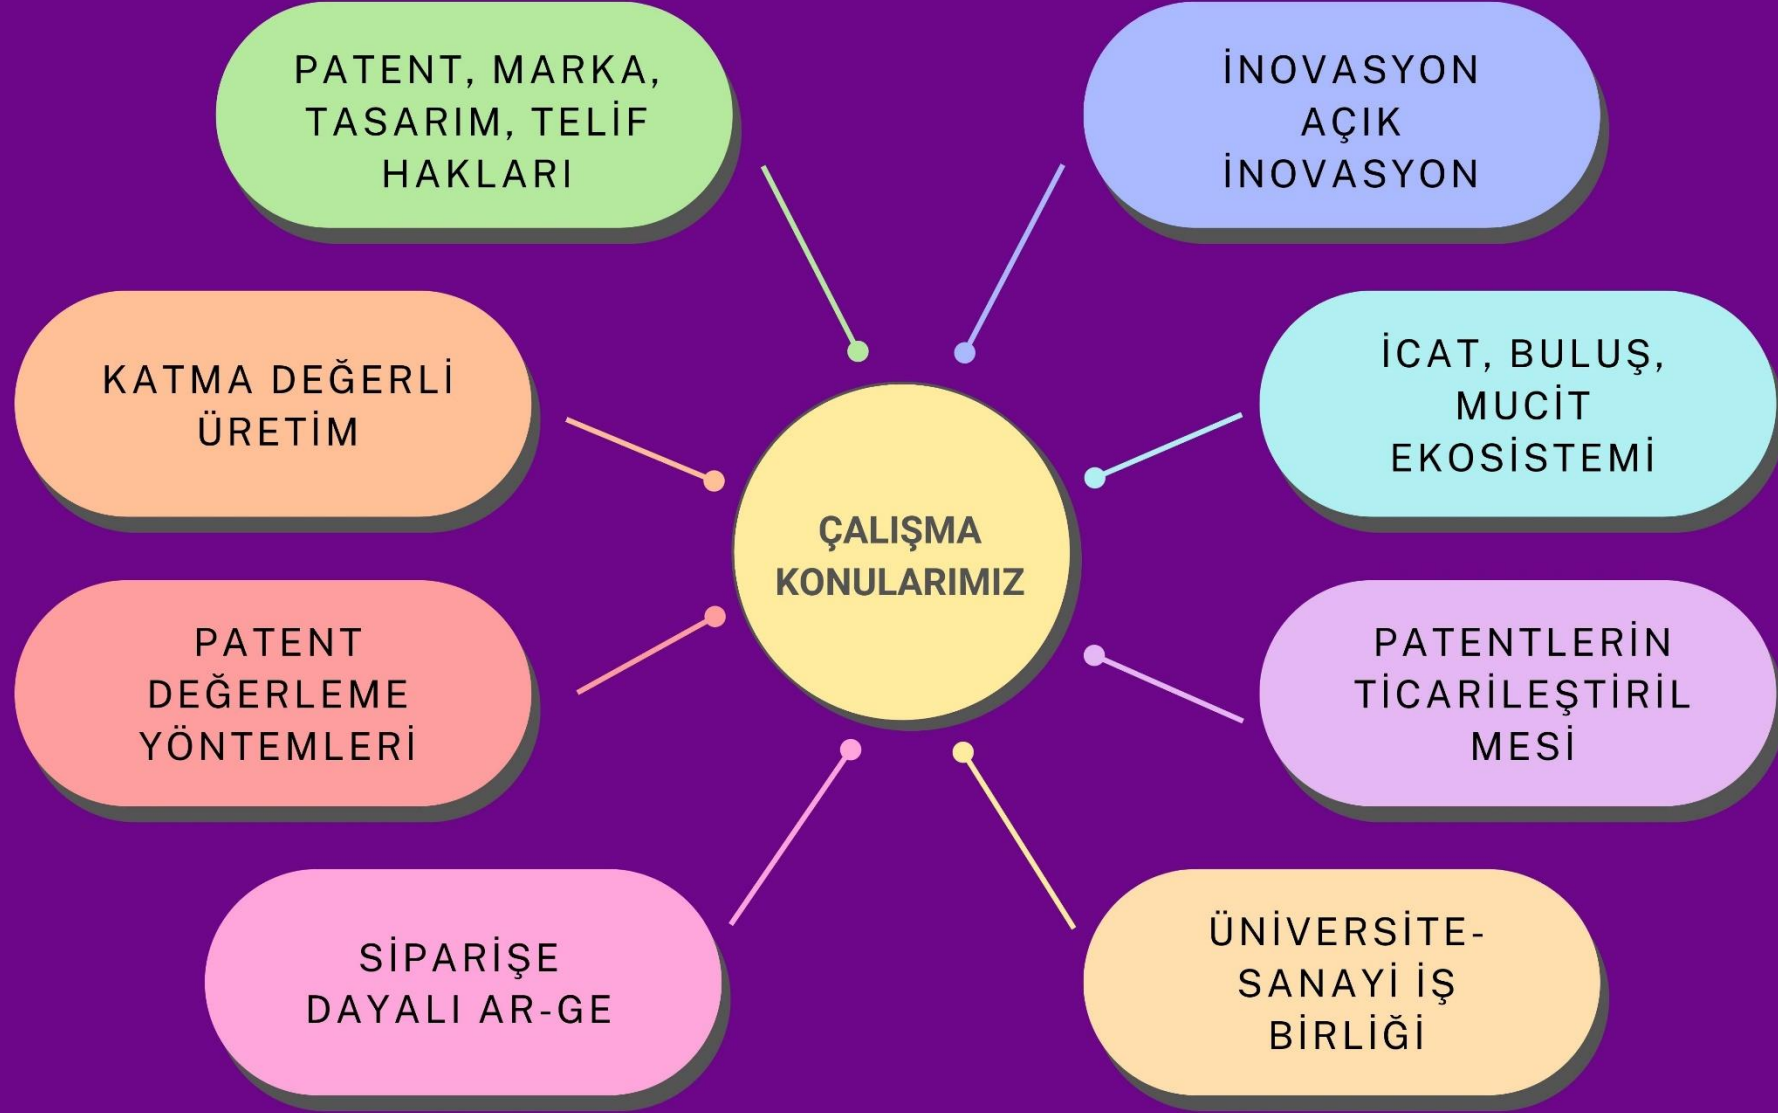 PATENT, MARKA,
TASARIM, TELİF
HAKLARI
İNOVASYON
AÇIK
İNOVASYON
KATMA DEĞERLİ
ÜRETİM
İCAT, BULUŞ,
MUCİT
EKOSİSTEMİ
ÇALIŞMA
KONULARIMIZ
PATENT
DEĞERLEME
YÖNTEMLERİ
PATENTLERİN
TİCARİLEŞTİRİL
MESİ
SİPARİŞE
DAYALI AR-GE
ÜNİVERSİTE-
SANAYİ İŞ
BİRLİĞİ